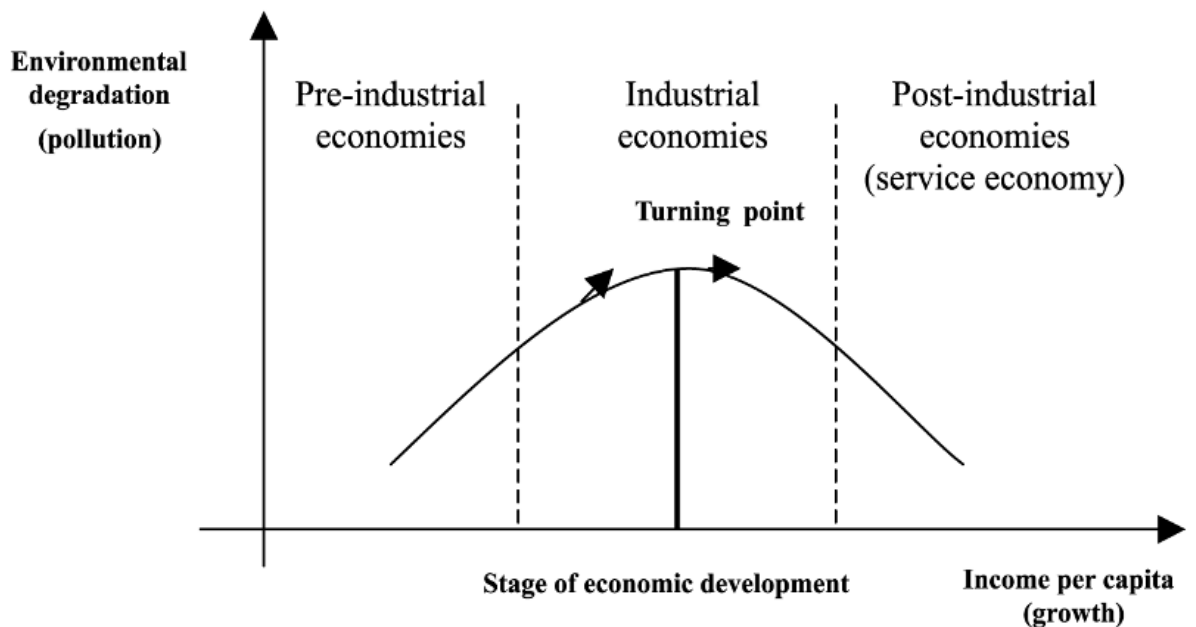 Environmental
degradation
(pollution)
Pre-industrial
economies
Industrial
economies
Post-industrial
economies
(service economy)
Turning point
Stage of economic development
Income per capita
(growth)